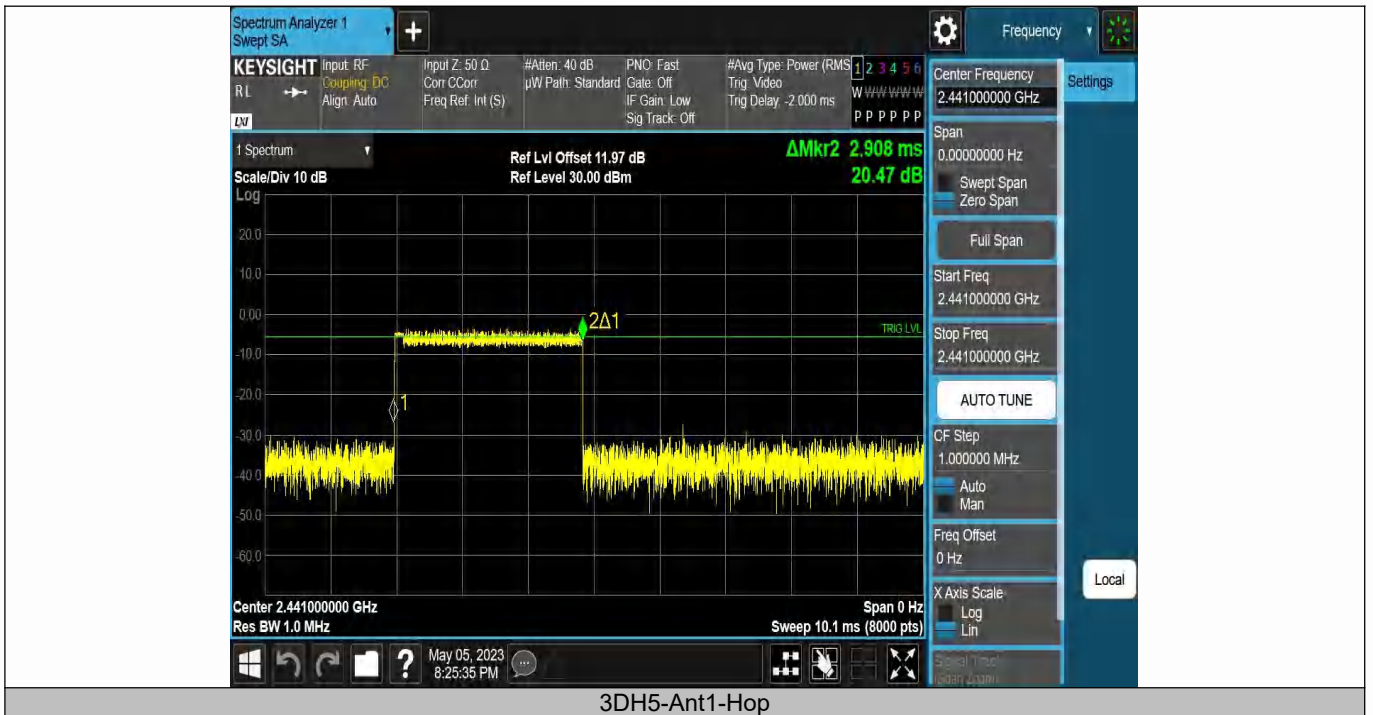 Spectrum Analyzer 1
Swept SA
+
Frequency
KEYSIGHT
RL
LXI
Input: RF
Coupling: DC
Align: Auto
Input Z: 50 Ω
Corr CCorr
Freq Ref: Int (S)
#Atten: 40 dB
µW Path: Standard
PNO: Fast
Gate: Off
IF Gain: Low
Sig Track: Off
#Avg Type: Power (RMS
Trig: Video
Trig Delay: -2.000 ms
1 2 3 4 5 6
W W W W W W
P P P P P P
Center Frequency
2.441000000 GHz
Settings
Span
0.00000000 Hz
Swept Span
Zero Span
Full Span
Start Freq
2.441000000 GHz
Stop Freq
2.441000000 GHz
AUTO TUNE
CF Step
1.000000 MHz
Auto
Man
Freq Offset
0 Hz
X Axis Scale
Log
Lin
Signal Track
(Span Zoom)
Local
1 Spectrum
Scale/Div 10 dB
Log
Ref Lvl Offset 11.97 dB
Ref Level 30.00 dBm
ΔMkr2 2.908 ms
20.47 dB
20.0
10.0
0.00
-10.0
-20.0
-30.0
-40.0
-50.0
-60.0
2Δ1
TRIG LVL
1
Center 2.441000000 GHz
Res BW 1.0 MHz
Span 0 Hz
Sweep 10.1 ms (8000 pts)
?
May 05, 2023
8:25:35 PM
3DH5-Ant1-Hop